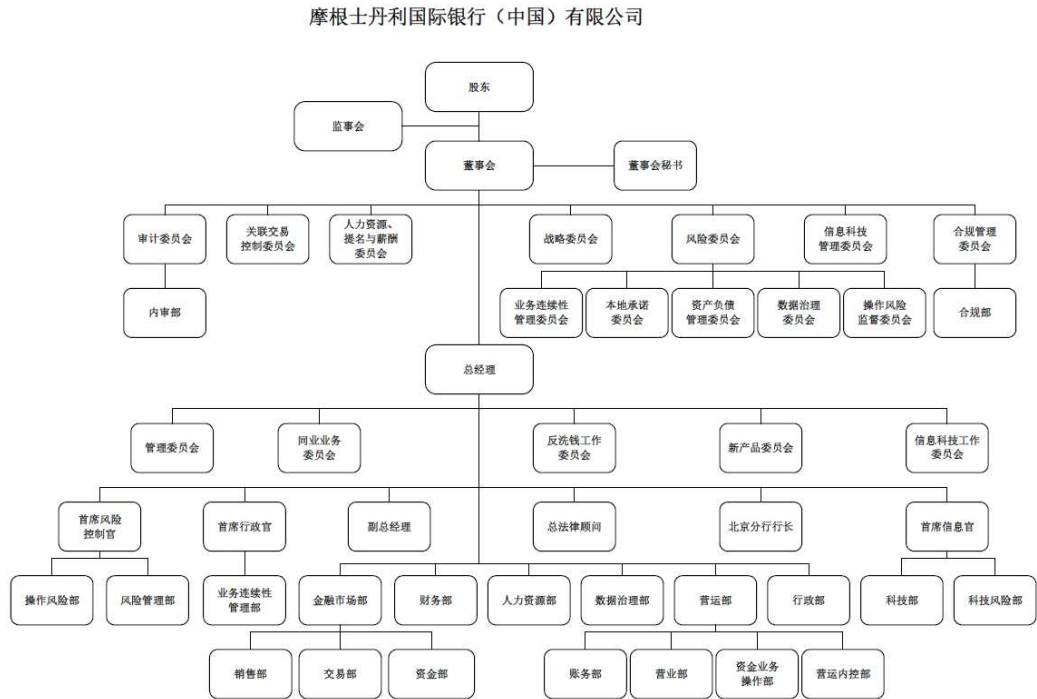 摩根士丹利国际银行（中国）有限公司
股东
监事会
董事会
董事会秘书
审计委员会
关联交易
控制委员会
人力资源、
提名与薪酬
委员会
战略委员会
风险委员会
信息科技
管理委员会
合规管理
委员会
内审部
业务连续性
管理委员会
本地承诺
委员会
资产负债
管理委员会
数据治理
委员会
操作风险
监督委员会
合规部
总经理
管理委员会
同业业务
委员会
反洗钱工作
委员会
新产品委员会
信息科技工作
委员会
首席风险
控制官
首席行政官
副总经理
总法律顾问
北京分行行长
首席信息官
操作风险部
风险管理部
业务连续性
管理部
金融市场部
财务部
人力资源部
数据治理部
营运部
行政部
科技部
科技风险部
销售部
交易部
资金部
账务部
营业部
资金业务
操作部
营运内控部